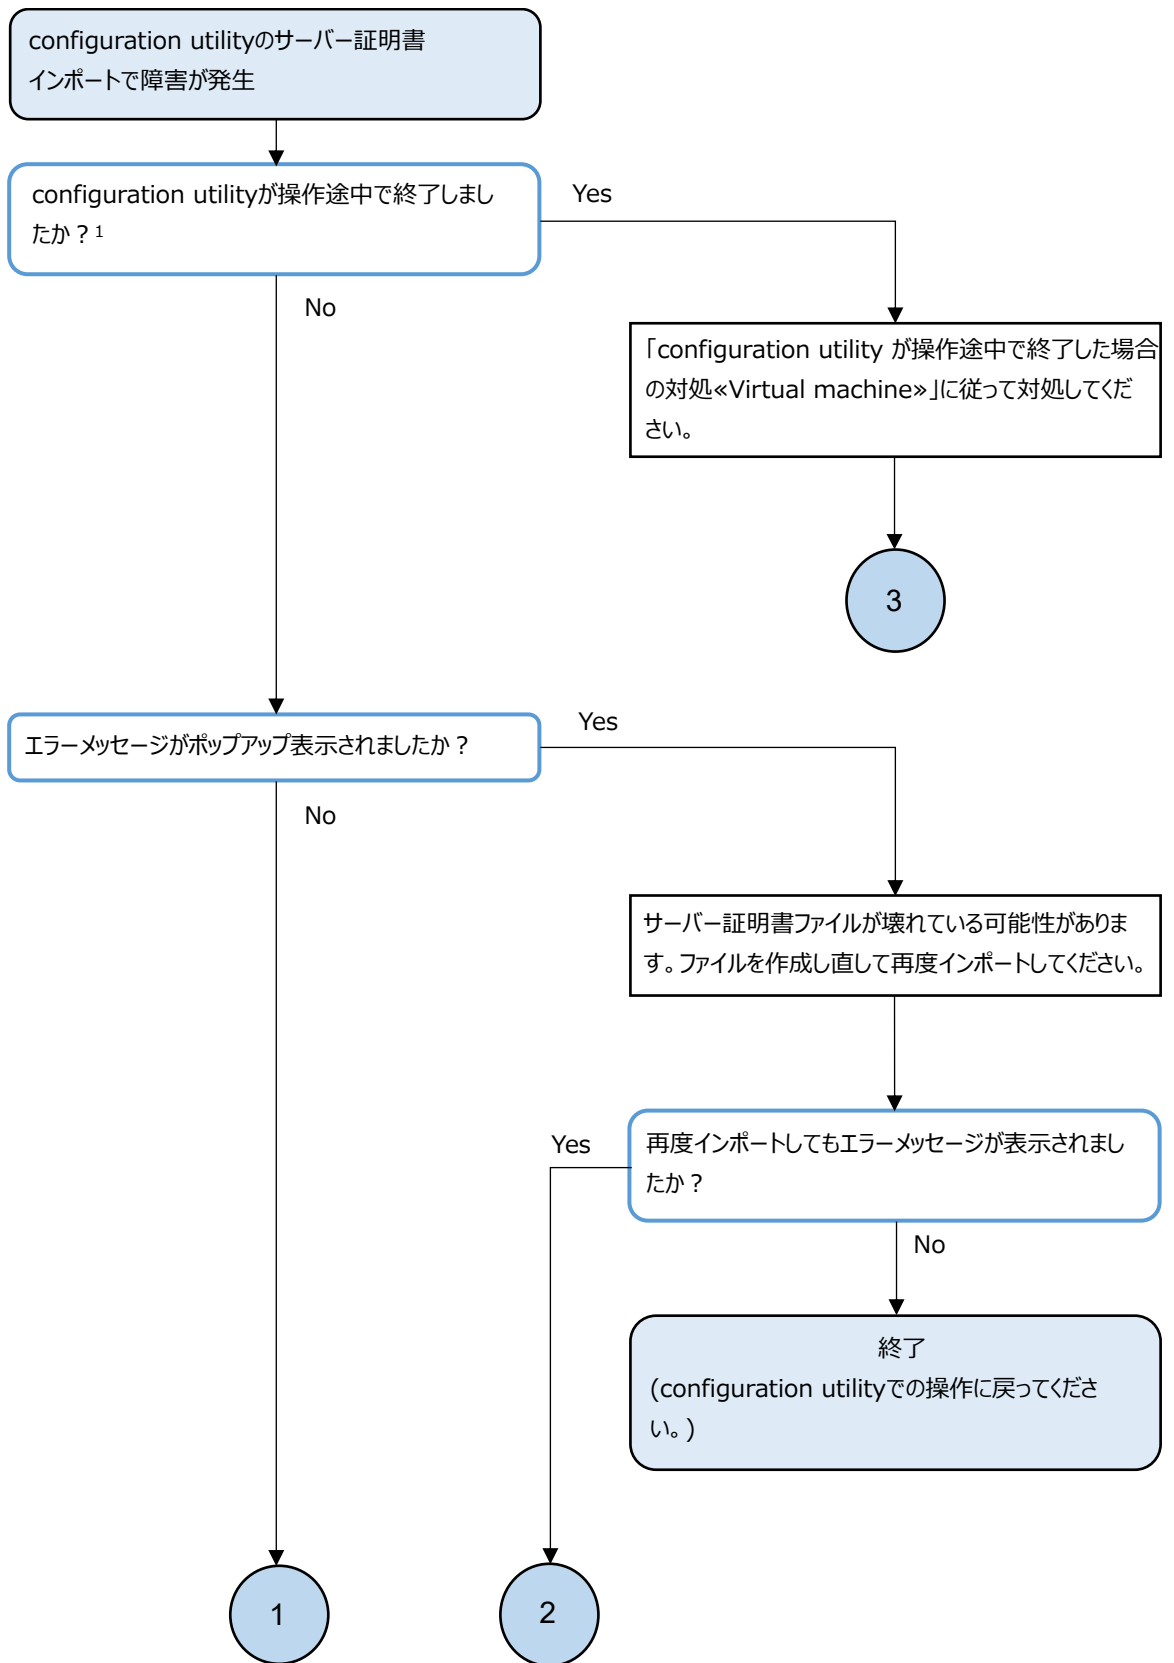 configuration utilityのサーバー証明書
インポートで障害が発生
configuration utilityが操作途中で終了しまし
たか？1
Yes
No
「configuration utility が操作途中で終了した場合
の対処«Virtual machine»」に従って対処してくだ
さい。
3
エラーメッセージがポップアップ表示されましたか？
Yes
No
サーバー証明書ファイルが壊れている可能性がありま
す。ファイルを作成し直して再度インポートしてください。
再度インポートしてもエラーメッセージが表示されまし
たか？
Yes
No
終了
(configuration utilityでの操作に戻ってくださ
い。)
1
2